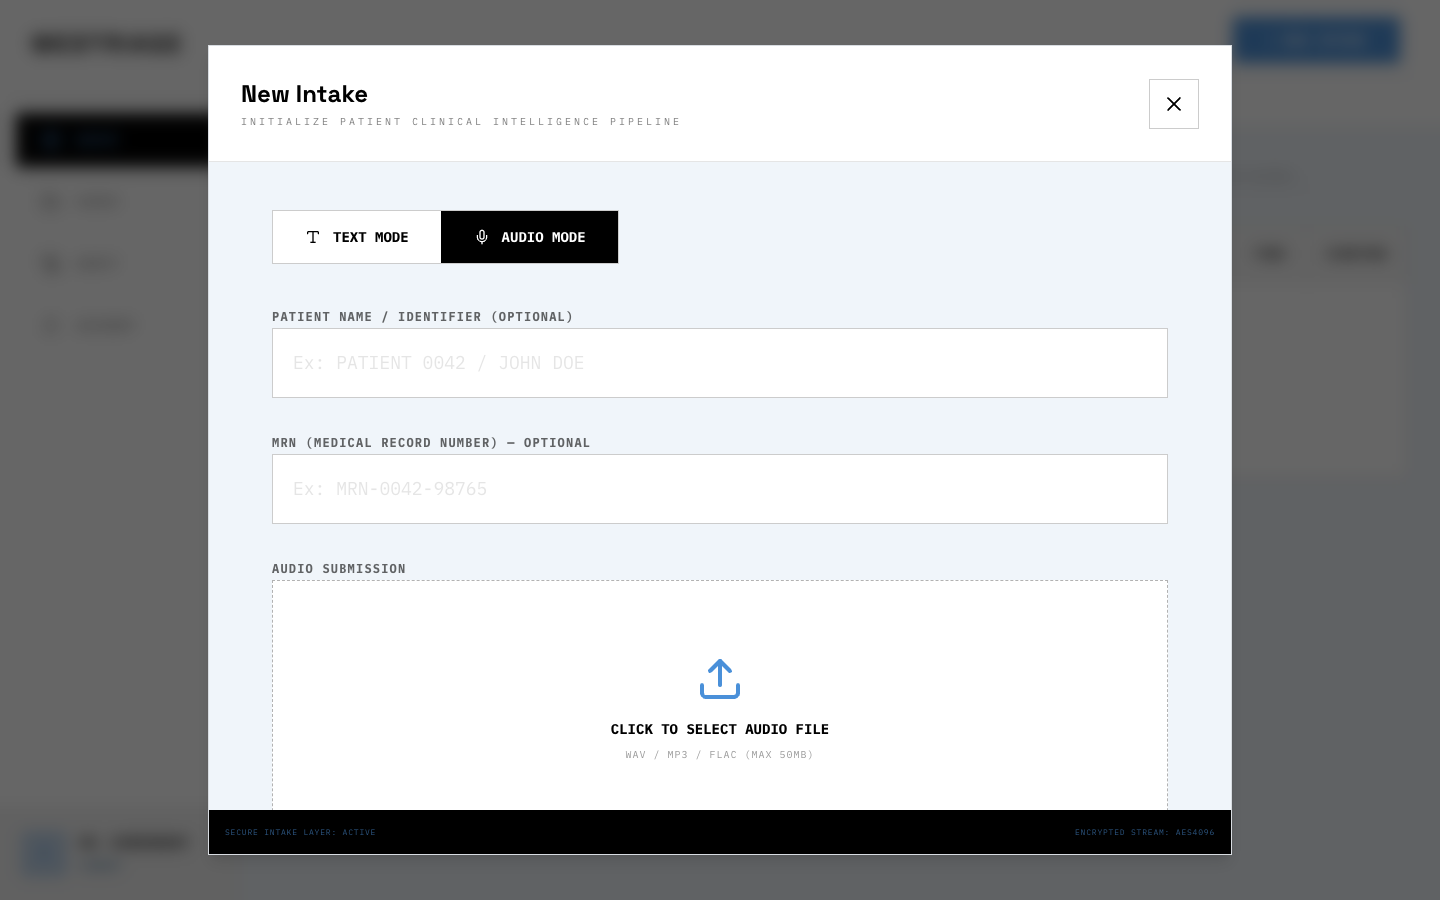 New Intake
INITIALIZE PATIENT CLINICAL INTELLIGENCE PIPELINE
TEXT MODE
AUDIO MODE
PATIENT NAME / IDENTIFIER (OPTIONAL)
Ex: PATIENT 0042 / JOHN DOE
MRN (MEDICAL RECORD NUMBER) — OPTIONAL
Ex: MRN-0042-98765
AUDIO SUBMISSION
CLICK TO SELECT AUDIO FILE
WAV / MP3 / FLAC (MAX 50MB)
SECURE INTAKE LAYER: ACTIVE
ENCRYPTED STREAM: AES4096